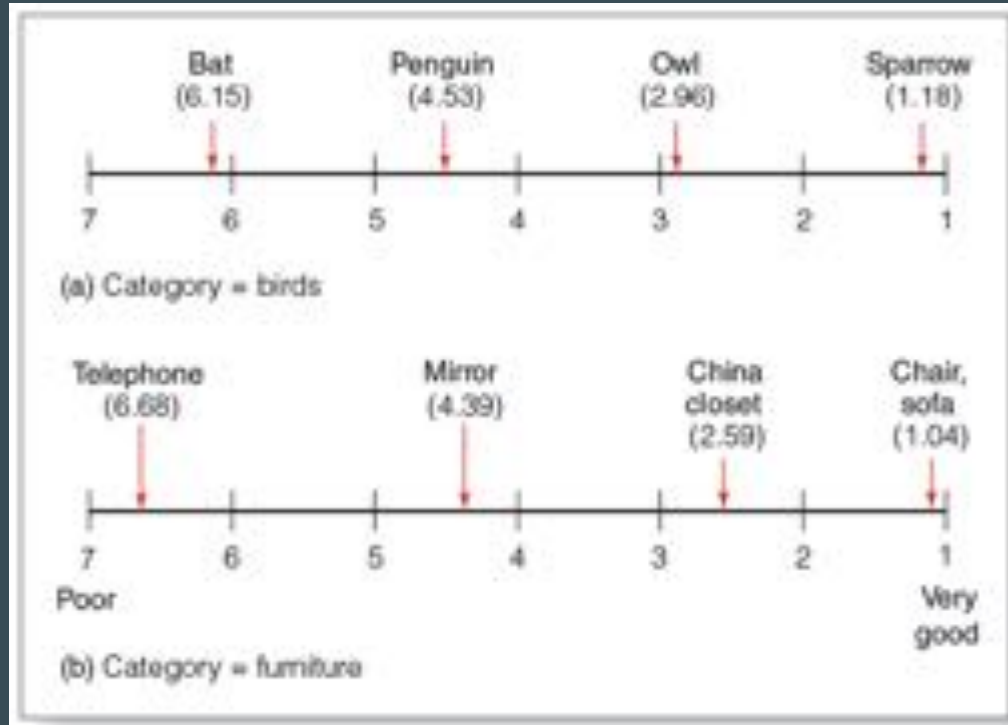 Bat Penguin Owl Sparrow
(6.15) (4.53) (2.96) (1.18)
7 6 5 4 3 2 1
(a) Category = birds
Telephone Mirror China Chair,
(6.68) (4.39) closet sofa
(2.59) (1.04)
7 6 5 4 3 2 1
Poor Very
good
(b) Category = furniture